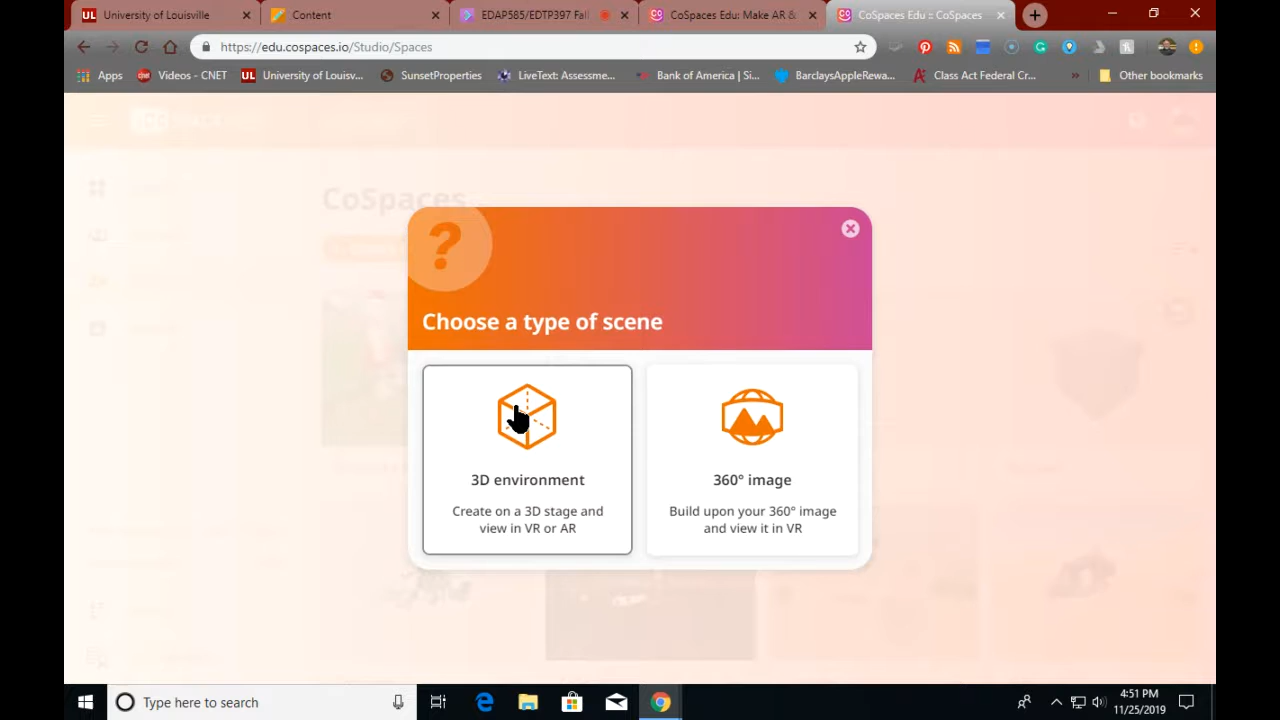 University of Louisville
Content
EDAP585/EDTP397 Fal
CoSpaces Edu: Make AR &
CoSpaces Edu :: CoSpaces
https://edu.cospaces.io/Studio/Spaces
Apps
Videos - CNET
University of Louisv...
SunsetProperties
LiveText: Assessme...
Bank of America | Si...
BarclaysAppleRewa...
Class Act Federal Cr...
»
Other bookmarks
CoSpaces
?
Choose a type of scene
3D environment
Create on a 3D stage and
view in VR or AR
360° image
Build upon your 360° image
and view it in VR
Type here to search
4:51 PM
11/25/2019